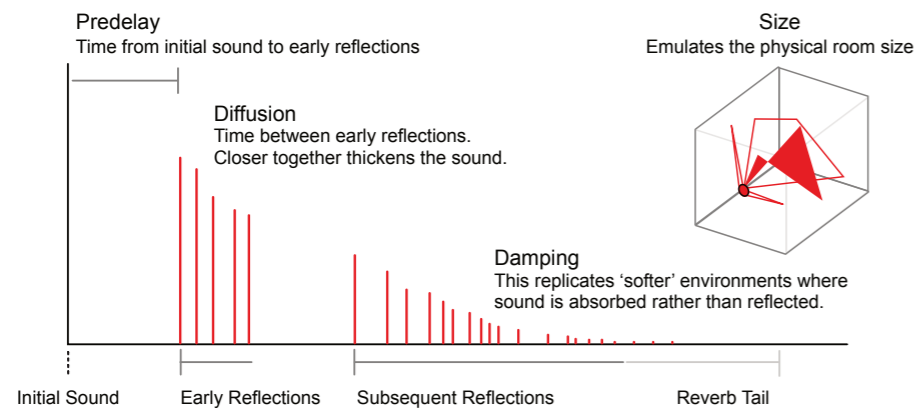 Predelay
Time from initial sound to early reflections
Size
Emulates the physical room size
Diffusion
Time between early reflections.
Closer together thickens the sound.
Damping
This replicates ‘softer’ environments where
sound is absorbed rather than reflected.
Initial Sound
Early Reflections
Subsequent Reflections
Reverb Tail